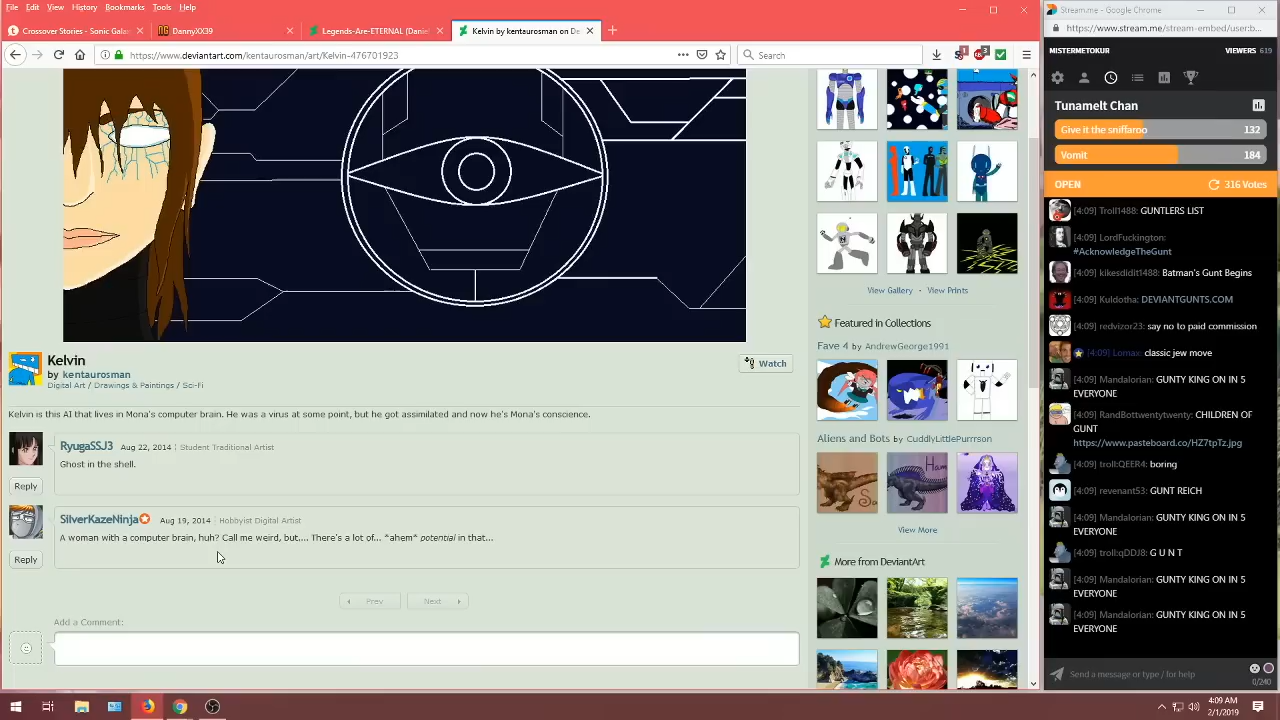 File Edit View History Bookmarks Tools Help
Crossover Stories - Sonic Gala
DannyXX39
Legends-Are-ETERNAL (Daniel
Kelvin by kentaurosman on De
https://www.deviantart.com/kentaurosman/art/Kelvin-476701923
Search
Kelvin
by kentaurosman
Digital Art / Drawings & Paintings / Sci-Fi
Watch
Kelvin is this AI that lives in Mona's computer brain. He was a virus at some point, but he got assimilated and now he's Mona's conscience.
RyugaSSJ3 Aug 22, 2014 | Student Traditional Artist
Ghost in the shell.
Reply
SilverKazeNinja Aug 19, 2014 | Hobbyist Digital Artist
A woman with a computer brain, huh? Call me weird, but.... There's a lot of... *ahem* potential in that...
Reply
Prev Next
Add a Comment:
View Gallery · View Prints
Featured in Collections
Fave 4 by AndrewGeorge1991
Aliens and Bots by CuddlyLittlePurrrson
View More
More from DeviantArt
Stream.me - Google Chrome
https://www.stream.me/stream-embed/user:b
MISTERMETOKUR VIEWERS 619
Tunamelt Chan
Give it the sniffaroo 132
Vomit 184
OPEN 316 Votes
[4:09] Troll1488: GUNTLERS LIST
[4:09] LordFuckington:
#AcknowledgeTheGunt
[4:09] kikesdidit1488: Batman's Gunt Begins
[4:09] Kuldotha: DEVIANTGUNTS.COM
[4:09] redvizor23: say no to paid commission
[4:09] Lomax: classic jew move
[4:09] Mandalorian: GUNTY KING ON IN 5
EVERYONE
[4:09] RandBottwentytwenty: CHILDREN OF
GUNT
https://www.pasteboard.co/HZ7tpTz.jpg
[4:09] troll:QEER4: boring
[4:09] revenant53: GUNT REICH
[4:09] Mandalorian: GUNTY KING ON IN 5
EVERYONE
[4:09] troll:qDDJ8: G U N T
[4:09] Mandalorian: GUNTY KING ON IN 5
EVERYONE
[4:09] Mandalorian: GUNTY KING ON IN 5
EVERYONE
Send a message or type / for help
0/240
4:09 AM
2/1/2019